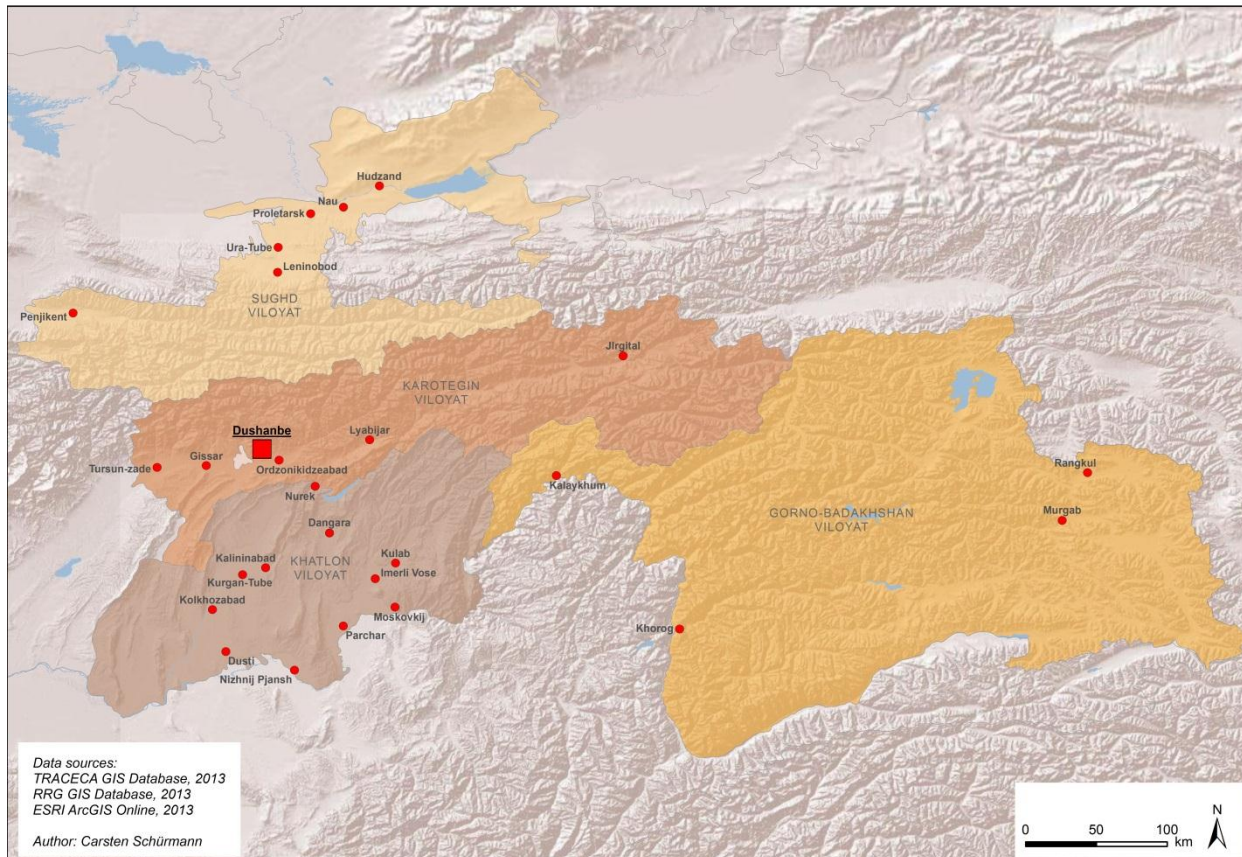 Hudzand
Nau
Proletarsk
Ura-Tube
Leninobod
SUGHD
VILOYAT
Penjikent
JIrgital
KAROTEGIN
VILOYAT
Dushanbe
Lyabijar
Gissar
Tursun-zade
Ordzonikidzeabad
Rangkul
Kalaykhum
Nurek
Murgab
GORNO-BADAKHSHAN
VILOYAT
Dangara
Kulab
Kalininabad
KHATLON
VILOYAT
Imerli Vose
Kurgan-Tube
Kolkhozabad
Moskovkij
Parchar
Khorog
Dusti
Nizhnij Pjansh
Data sources:
TRACECA GIS Database, 2013
RRG GIS Database, 2013
ESRI ArcGIS Online, 2013
Author: Carsten Schürmann
N
0 50 100
km